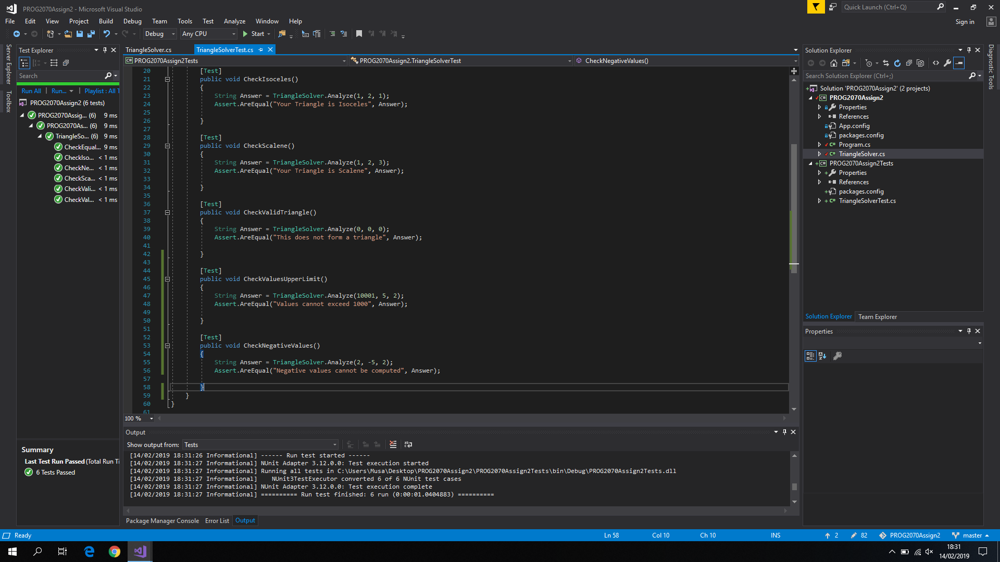 PROG2070Assign2 - Microsoft Visual Studio
Quick Launch (Ctrl+Q)
File Edit View Project Build Debug Team Tools Test Analyze Window Help
Sign in
Debug Any CPU Start
Server Explorer
Toolbox
Test Explorer
Search
Run All | Run... | Playlist : All T
PROG2070Assign2 (6 tests)
PROG2070Assig... (6) 9 ms
PROG2070As... (6) 9 ms
TriangleSo... (6) 9 ms
CheckEqual... 9 ms
CheckIso... < 1 ms
CheckNe... < 1 ms
CheckSca... < 1 ms
CheckVali... < 1 ms
CheckVal... < 1 ms
Summary
Last Test Run Passed (Total Run Ti
6 Tests Passed
TriangleSolver.cs TriangleSolverTest.cs
PROG2070Assign2Tests PROG2070Assign2.TriangleSolverTest CheckNegativeValues()
20 [Test]
21 public void CheckIsoceles()
22 {
23 String Answer = TriangleSolver.Analyze(1, 2, 1);
24 Assert.AreEqual("Your Triangle is Isoceles", Answer);
25
26 }
27
28 [Test]
29 public void CheckScalene()
30 {
31 String Answer = TriangleSolver.Analyze(1, 2, 3);
32 Assert.AreEqual("Your Triangle is Scalene", Answer);
33
34 }
35
36 [Test]
37 public void CheckValidTriangle()
38 {
39 String Answer = TriangleSolver.Analyze(0, 0, 0);
40 Assert.AreEqual("This does not form a triangle", Answer);
41
42 }
43
44 [Test]
45 public void CheckValuesUpperLimit()
46 {
47 String Answer = TriangleSolver.Analyze(10001, 5, 2);
48 Assert.AreEqual("Values cannot exceed 1000", Answer);
49
50 }
51
52 [Test]
53 public void CheckNegativeValues()
54 {
55 String Answer = TriangleSolver.Analyze(2, -5, 2);
56 Assert.AreEqual("Negative values cannot be computed", Answer);
57
58 }
59 }
60 }
61
100 %
Output
Show output from: Tests
[14/02/2019 18:31:26 Informational] ------ Run test started ------
[14/02/2019 18:31:27 Informational] NUnit Adapter 3.12.0.0: Test execution started
[14/02/2019 18:31:27 Informational] Running all tests in C:\Users\Musa\Desktop\PROG2070Assign2\PROG2070Assign2Tests\bin\Debug\PROG2070Assign2Tests.dll
[14/02/2019 18:31:27 Informational] NUnit3TestExecutor converted 6 of 6 NUnit test cases
[14/02/2019 18:31:27 Informational] NUnit Adapter 3.12.0.0: Test execution complete
[14/02/2019 18:31:27 Informational] ========== Run test finished: 6 run (0:00:01.0404883) ==========
Package Manager Console Error List Output
Solution Explorer
Search Solution Explorer (Ctrl+;)
Solution 'PROG2070Assign2' (2 projects)
PROG2070Assign2
Properties
References
App.config
packages.config
Program.cs
TriangleSolver.cs
PROG2070Assign2Tests
Properties
References
packages.config
TriangleSolverTest.cs
Solution Explorer Team Explorer
Properties
Diagnostic Tools
Ready Ln 58 Col 10 Ch 10 INS 2 82 PROG2070Assign2 master
18:31
14/02/2019